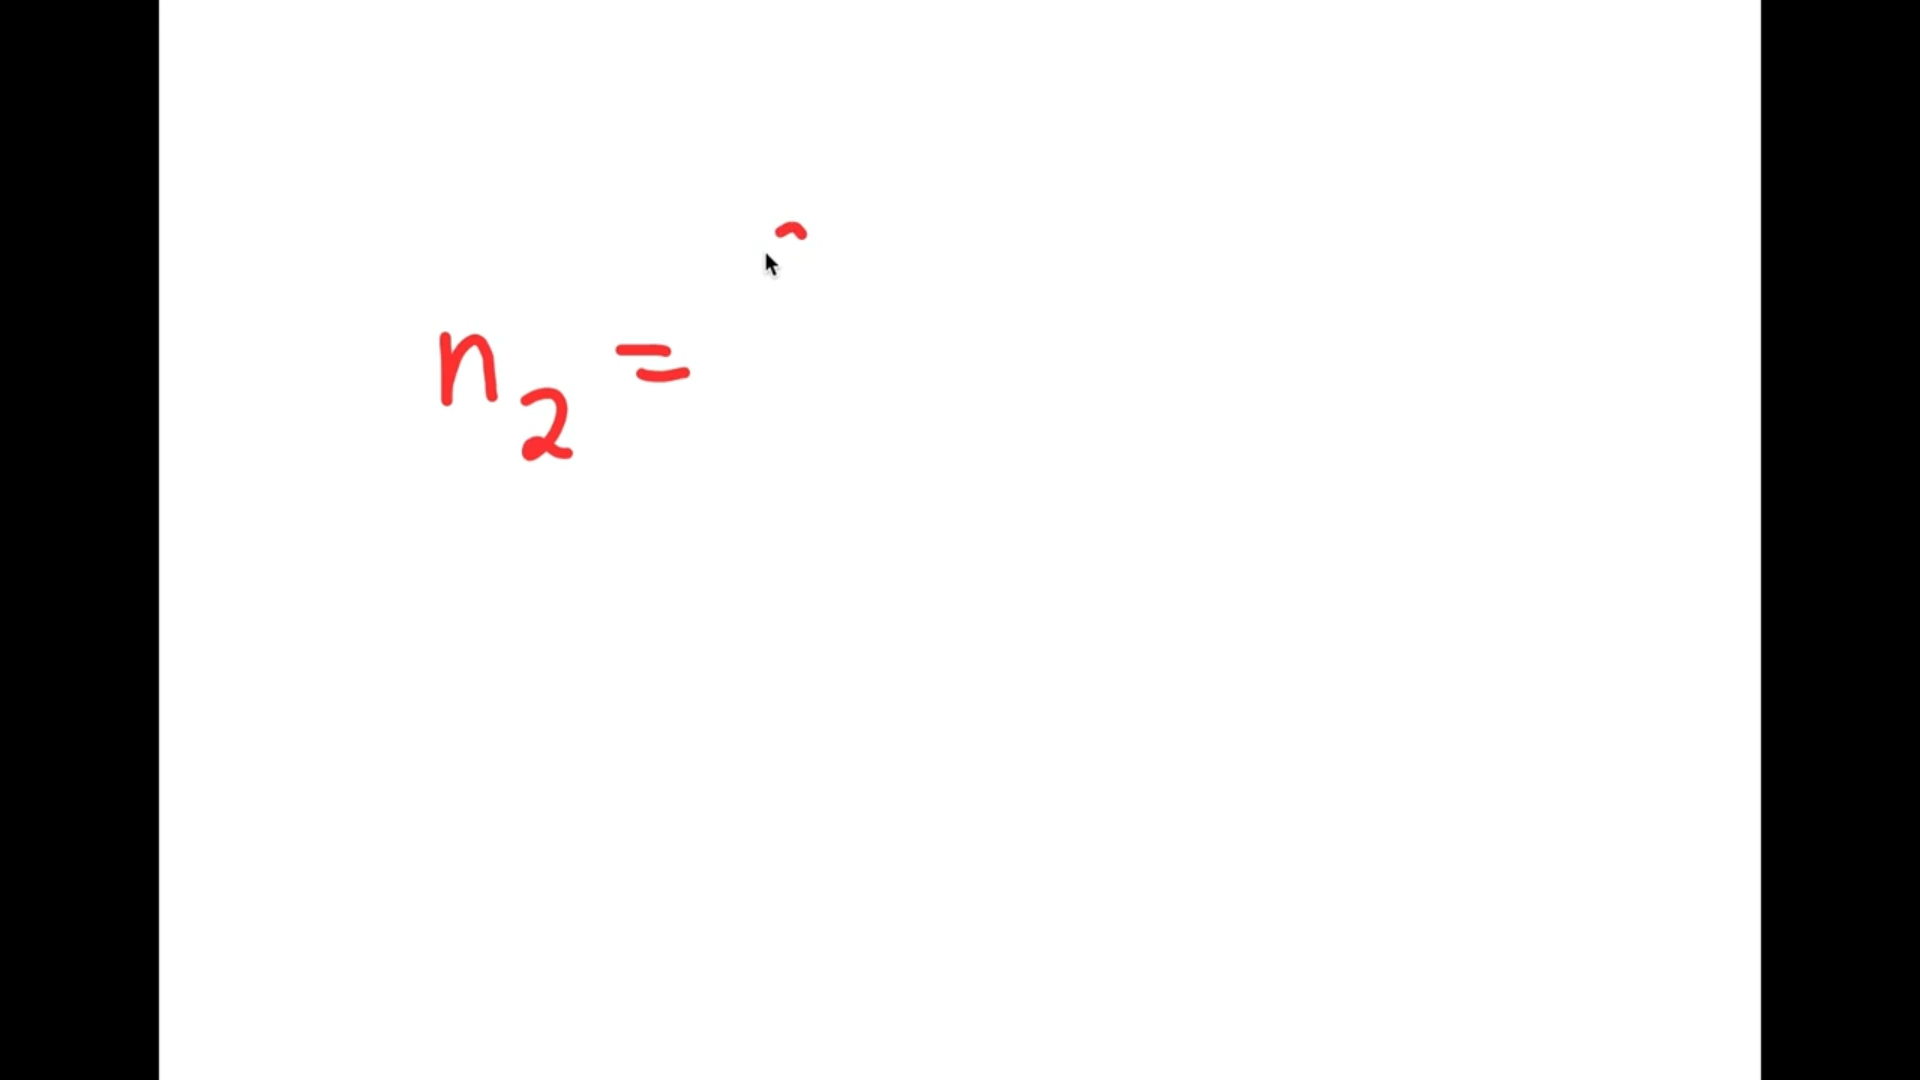 n₂ =